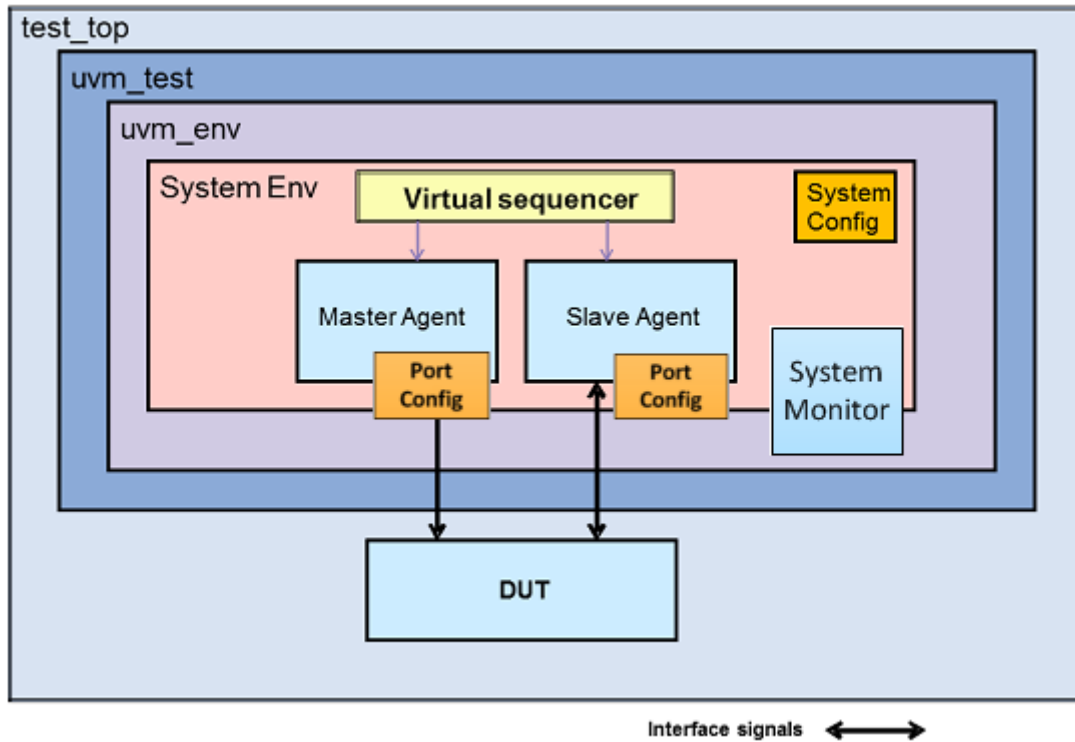 test_top
uvm_test
uvm_env
System Env
Virtual sequencer
System
Config
Master Agent
Slave Agent
Port
Config
Port
Config
System
Monitor
DUT
Interface signals